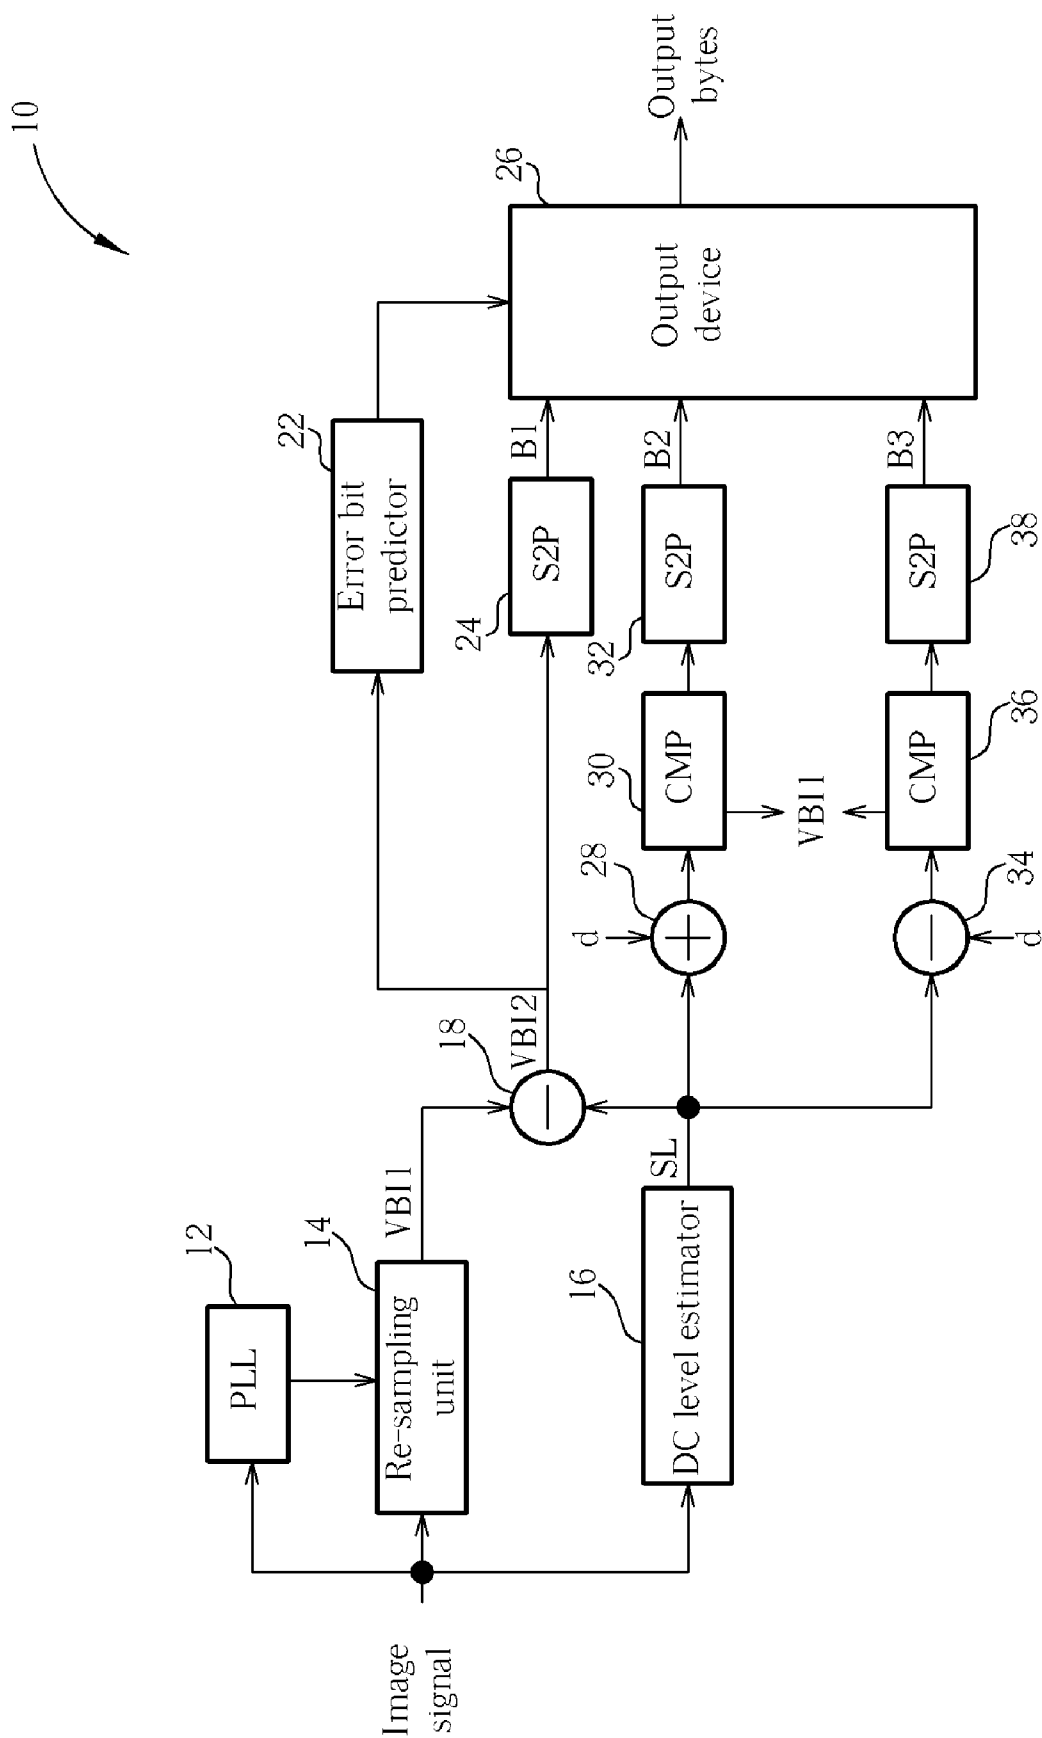 10
Image
signal
PLL
12
Re-sampling
unit
14
VBI1
DC level estimator
16
SL
18
VBI2
Error bit
predictor
22
S2P
24
B1
d
28
CMP
30
S2P
32
B2
VBI1
d
34
CMP
36
S2P
38
B3
Output
device
26
Output
bytes